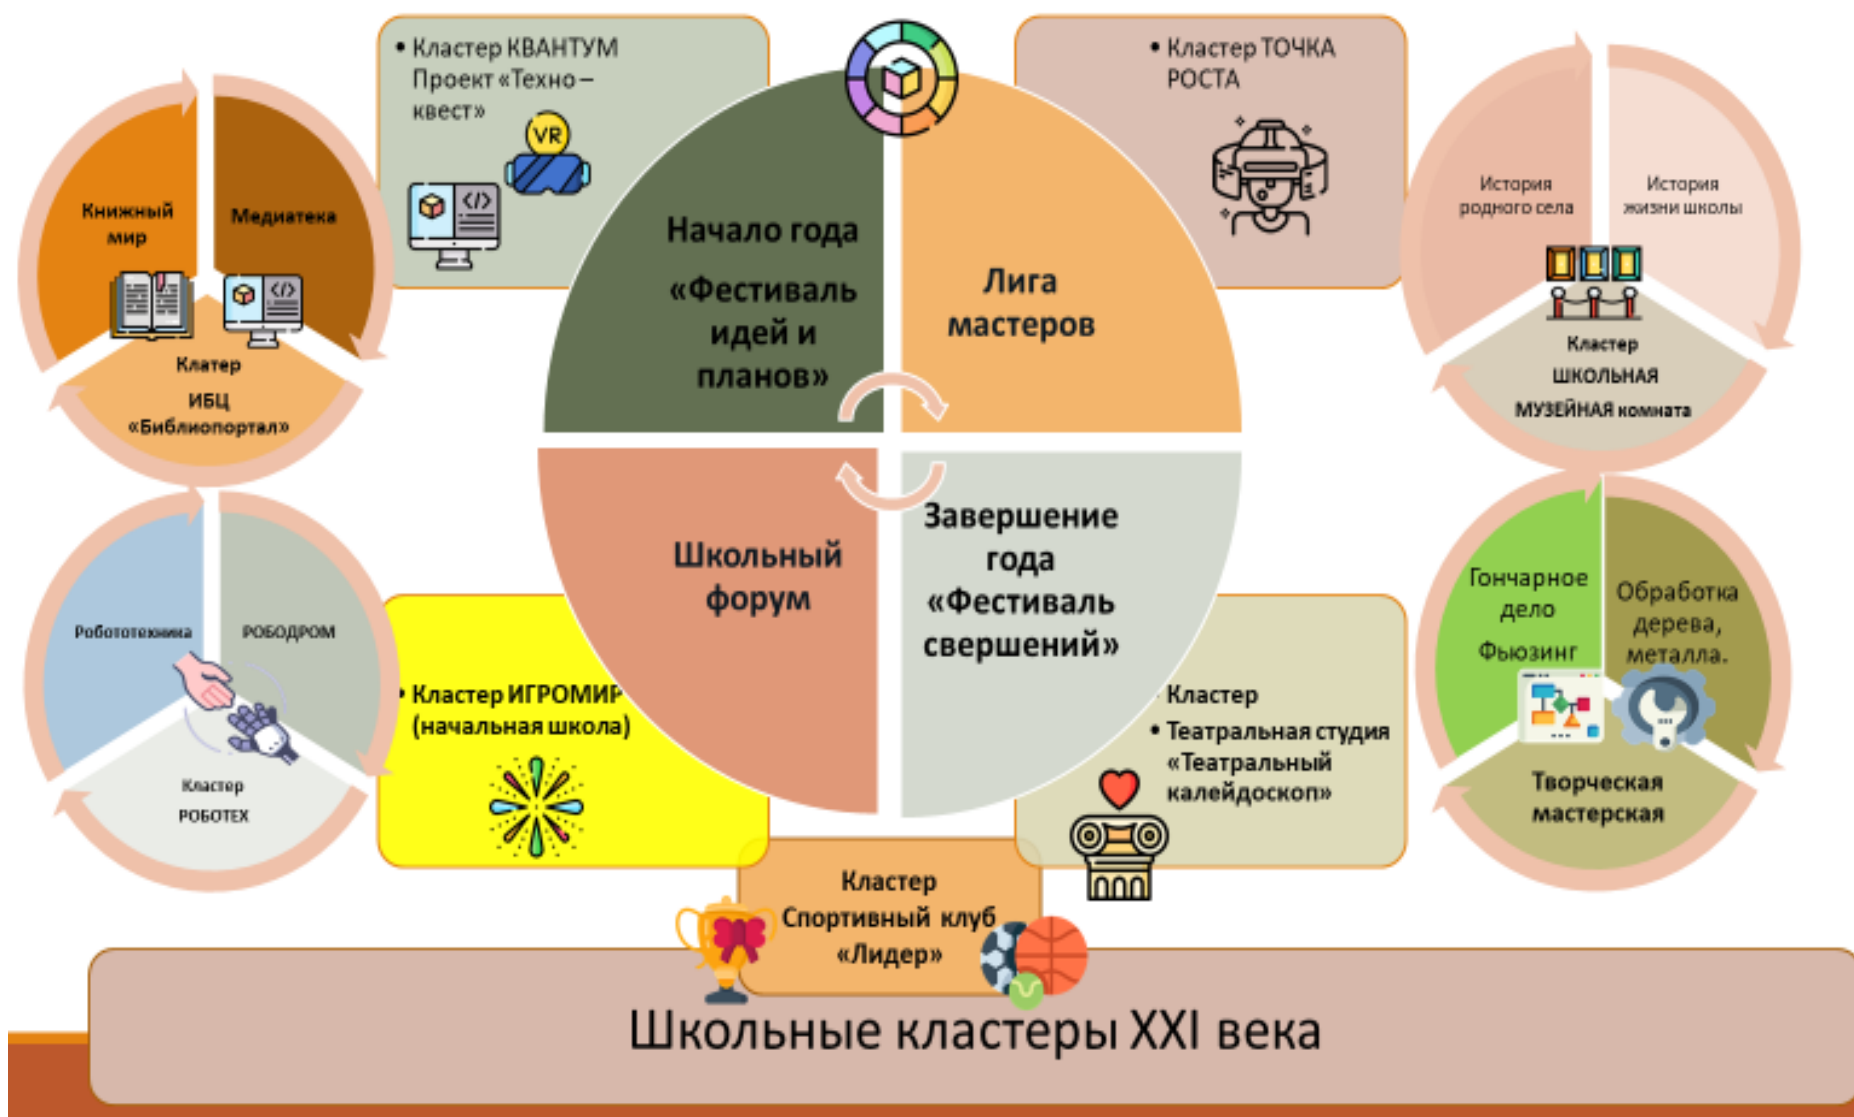 • Кластер КВАНТУМ
Проект «Техно –
квест»
VR
</>
• Кластер ТОЧКА
РОСТА
Книжный
мир
Медиатека
</>
Клатер
ИБЦ
«Библиопортал»
Начало года
«Фестиваль
идей и
планов»
Лига
мастеров
История
родного села
История
жизни школы
Кластер
ШКОЛЬНАЯ
МУЗЕЙНАЯ комната
Робототехника
РОБОДРОМ
Кластер
РОБОТЕХ
• Кластер ИГРОМИР
(начальная школа)
Школьный
форум
Завершение
года
«Фестиваль
свершений»
• Кластер
• Театральная студия
«Театральный
калейдоскоп»
Гончарное
дело
Фьюзинг
Обработка
дерева,
металла.
Творческая
мастерская
Кластер
Спортивный клуб
«Лидер»
Школьные кластеры XXI века